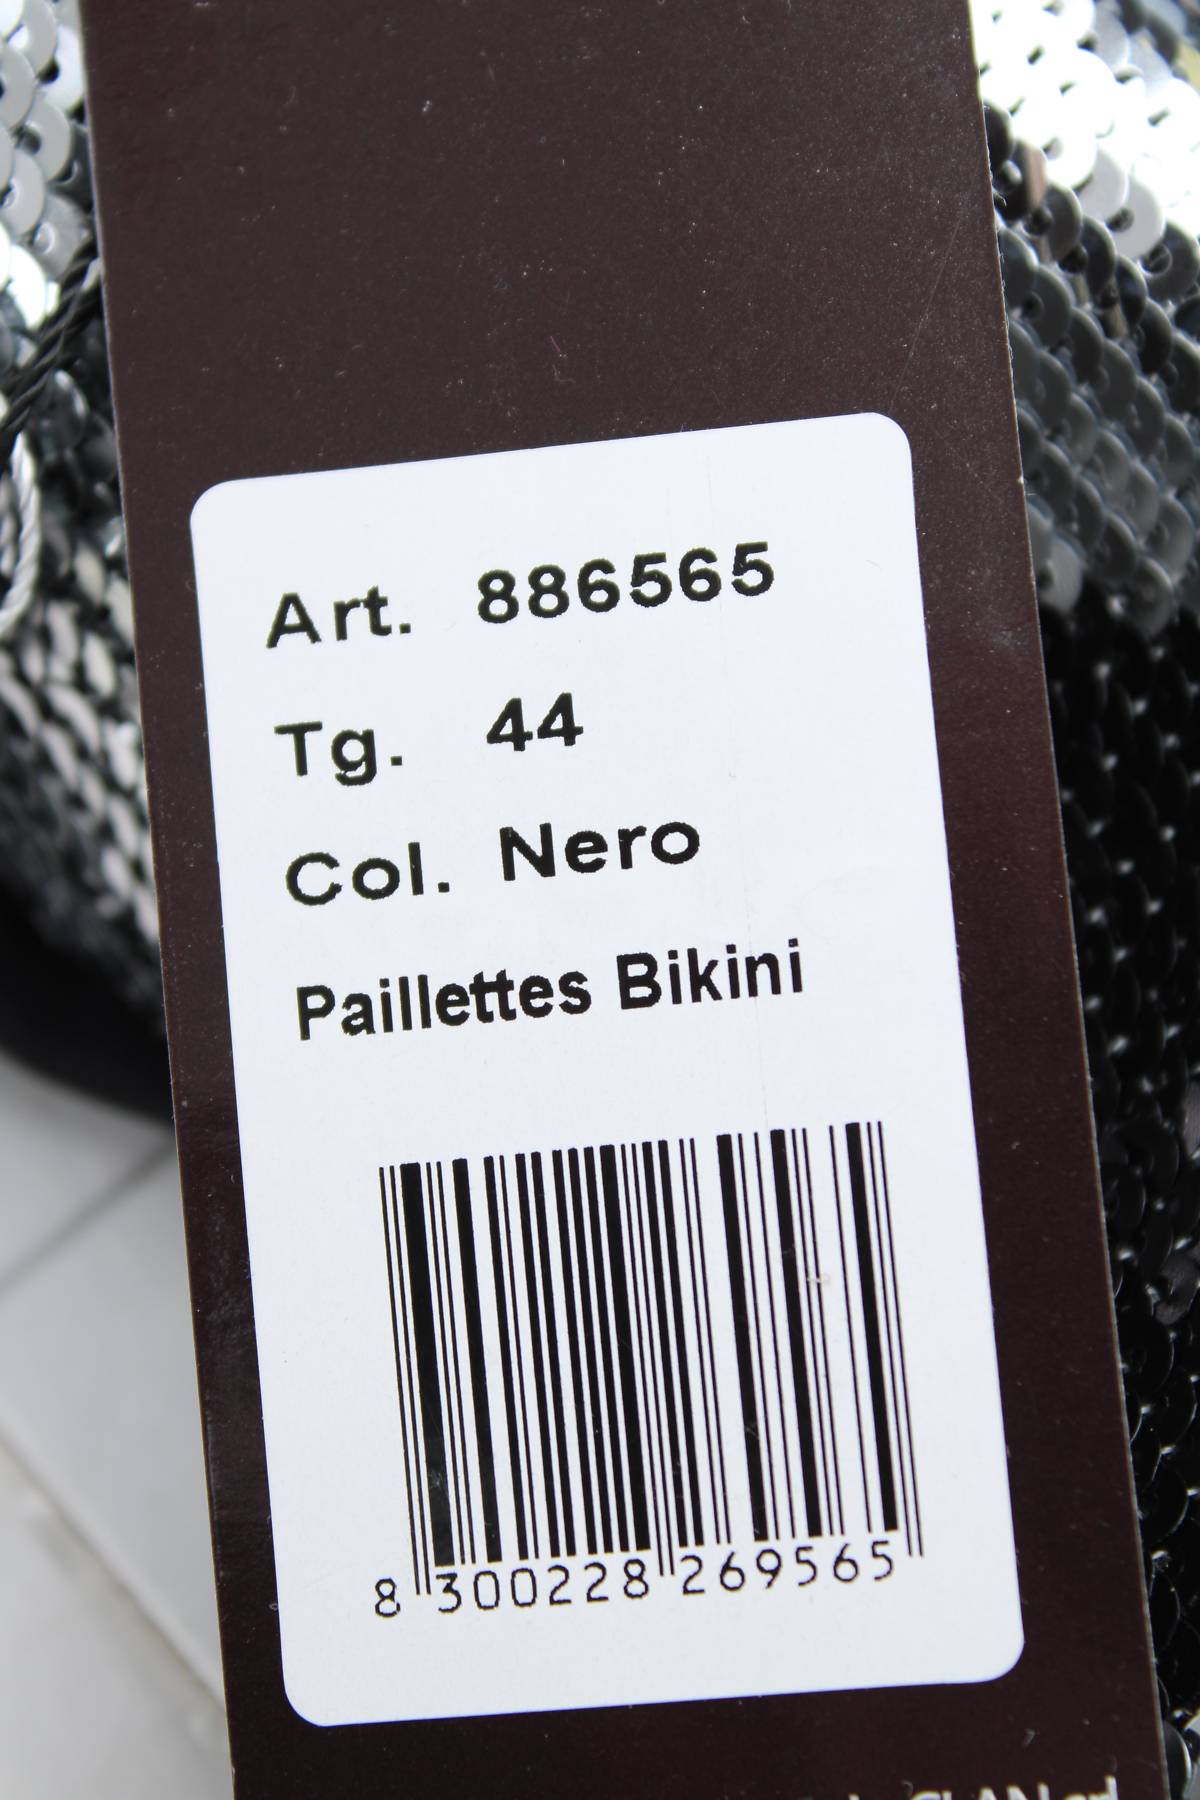 Art. 886565
Tg. 44
Col. Nero
Paillettes Bikini
8 300228 269565